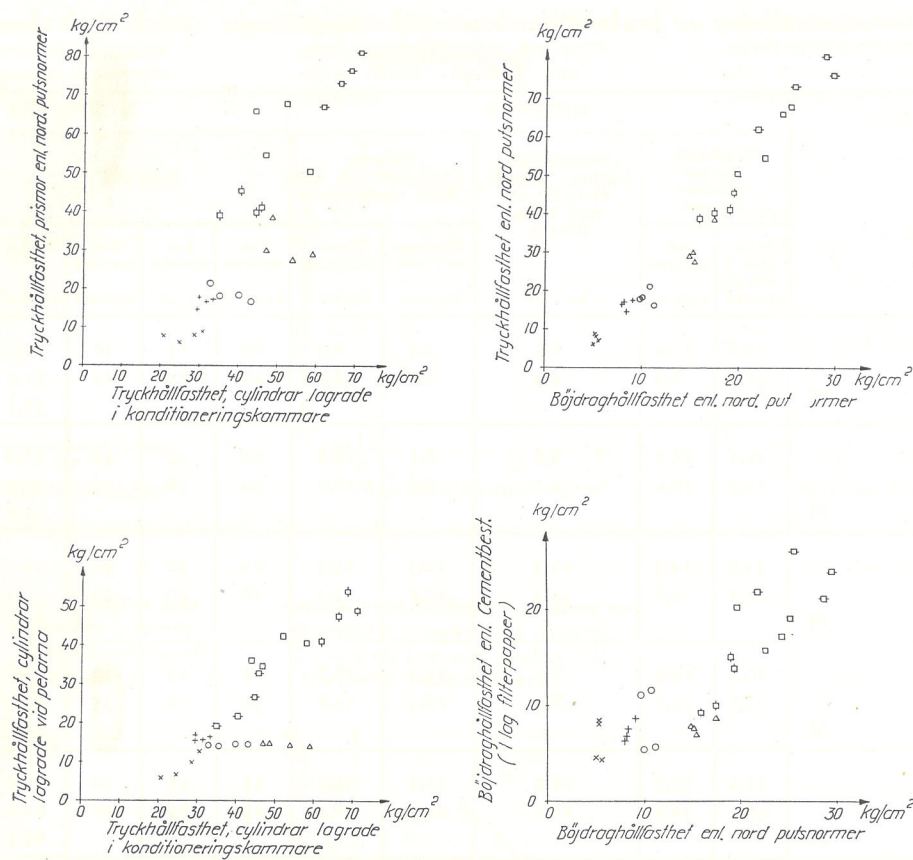 kg/cm²
Tryckhållfasthet, prismor enl. nord. putsnormer
80
70
60
50
40
30
20
10
0
0 10 20 30 40 50 60 70 kg/cm²
Tryckhållfasthet, cylindrar lagrade
i konditioneringskammare
kg/cm²
Tryckhållfasthet enl. nord putsnormer
80
70
60
50
40
30
20
10
0
0 10 20 30 kg/cm²
Böjdraghållfasthet enl. nord. put ormer
kg/cm²
Tryckhållfasthet, cylindrar
lagrade vid pelarna
50
40
30
20
10
0
0 10 20 30 40 50 60 70 kg/cm²
Tryckhållfasthet, cylindrar lagrade
i konditioneringskammare
kg/cm²
Böjdraghållfasthet enl. Cementbest.
(i lag filterpapper)
20
10
0
0 10 20 30 kg/cm²
Böjdraghållfasthet enl. nord putsnormer